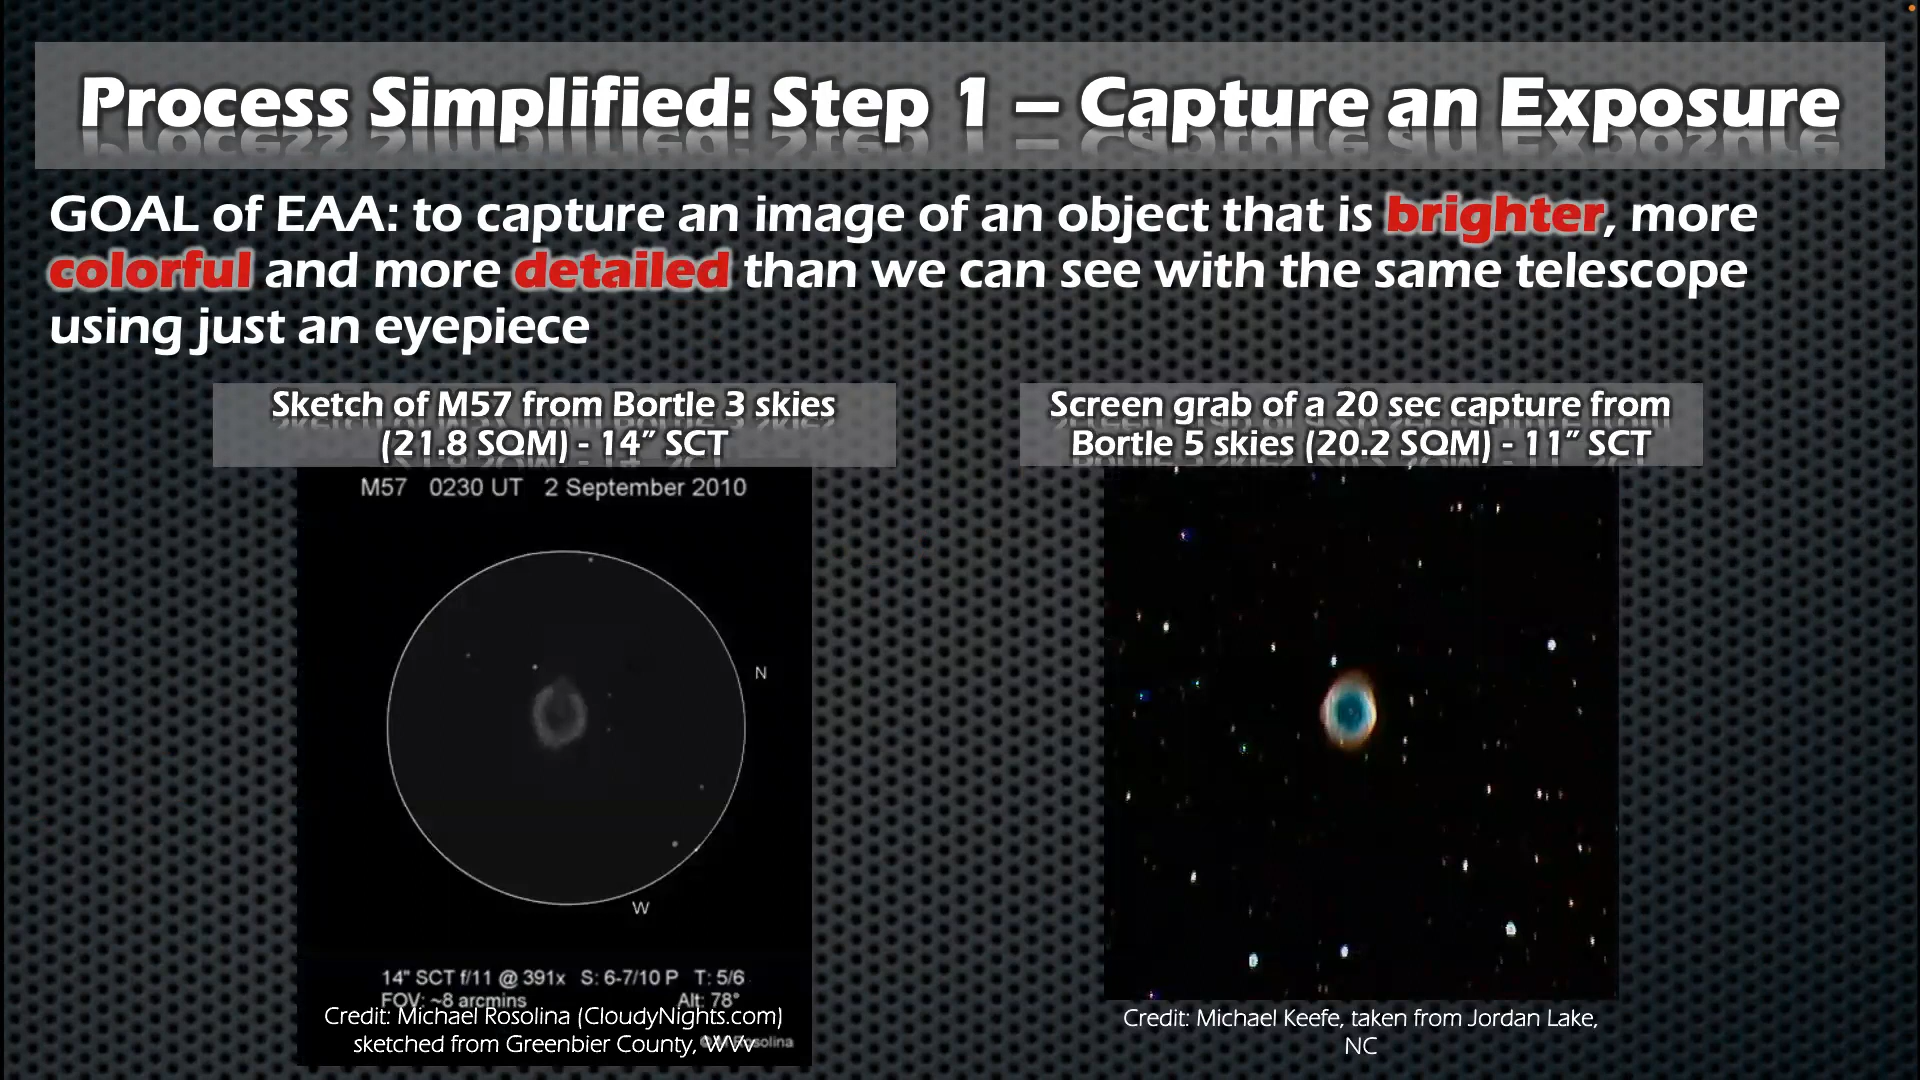 Process Simplified: Step 1 – Capture an Exposure
GOAL of EAA: to capture an image of an object that is brighter, more
colorful and more detailed than we can see with the same telescope
using just an eyepiece
Sketch of M57 from Bortle 3 skies
(21.8 SQM) - 14” SCT
M57 0230 UT 2 September 2010
N
W
14" SCT f/11 @ 391x S: 6-7/10 P T: 5/6
FOV: ~8 arcmins Alt: 78°
Credit: Michael Rosolina (CloudyNights.com)
sketched from Greenbier County, WVv
Screen grab of a 20 sec capture from
Bortle 5 skies (20.2 SQM) - 11” SCT
Credit: Michael Keefe, taken from Jordan Lake,
NC